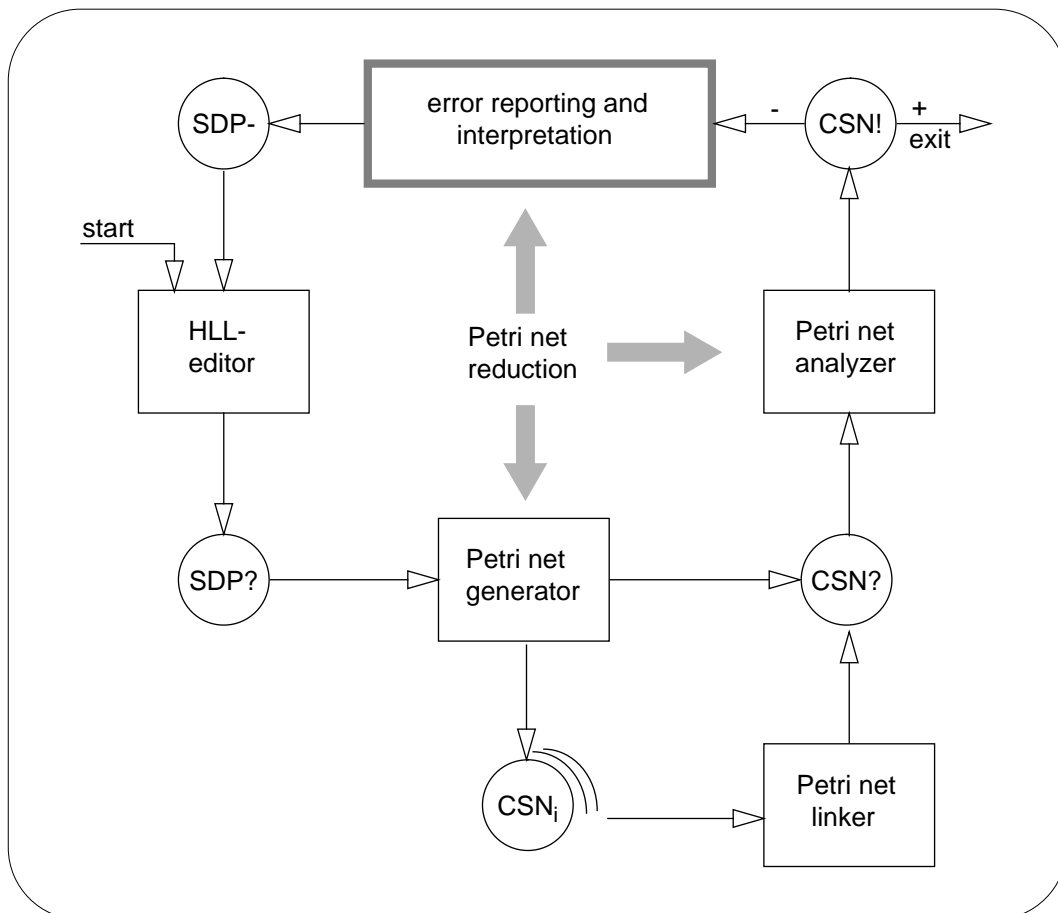 error reporting and
interpretation
SDP-
-
CSN!
+
exit
start
HLL-
editor
Petri net
reduction
Petri net
analyzer
SDP?
Petri net
generator
CSN?
CSNi
Petri net
linker